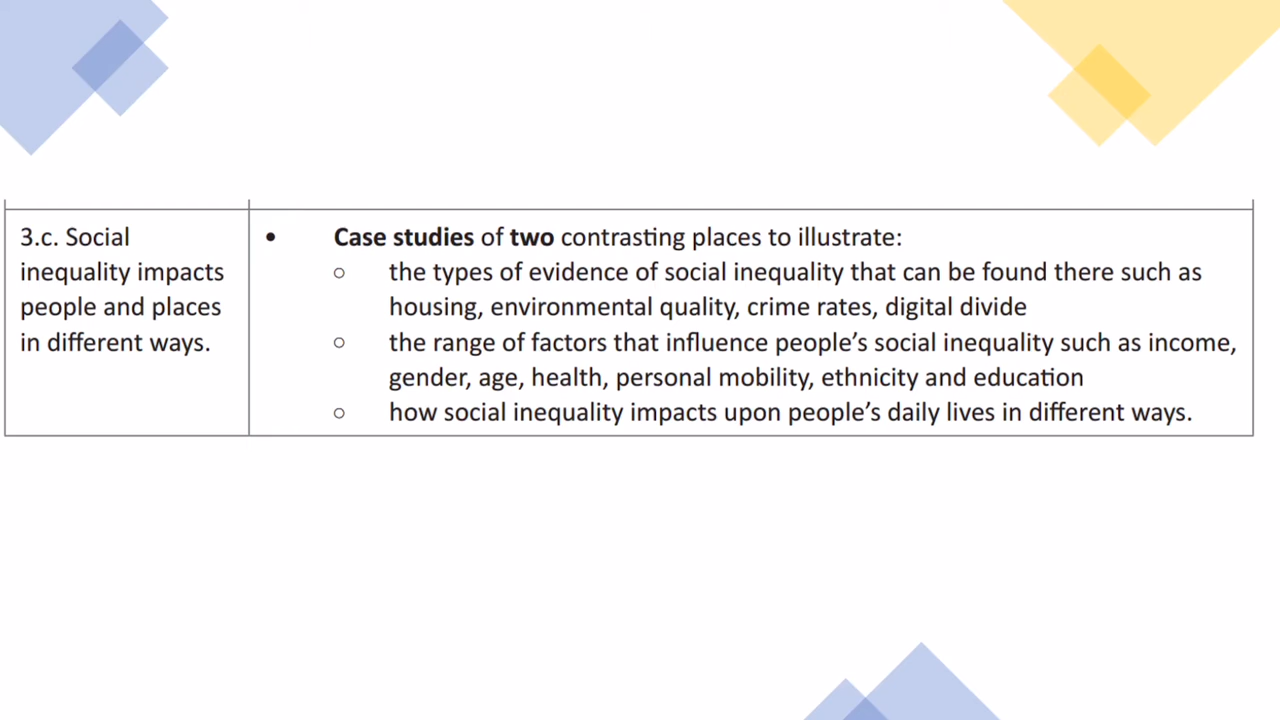 3.c. Social
inequality impacts
people and places
in different ways.
• Case studies of two contrasting places to illustrate:
○ the types of evidence of social inequality that can be found there such as
housing, environmental quality, crime rates, digital divide
○ the range of factors that influence people’s social inequality such as income,
gender, age, health, personal mobility, ethnicity and education
○ how social inequality impacts upon people’s daily lives in different ways.